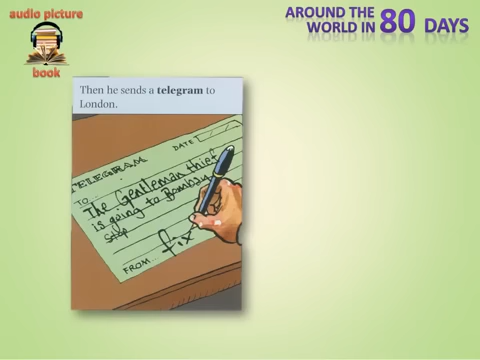 audio picture
book
AROUND THE
WORLD IN 80 DAYS
Then he sends a telegram to
London.
TELEGRAM
DATE
TO
The Gentleman thief
is going to Bombay
stop
FROM... fix